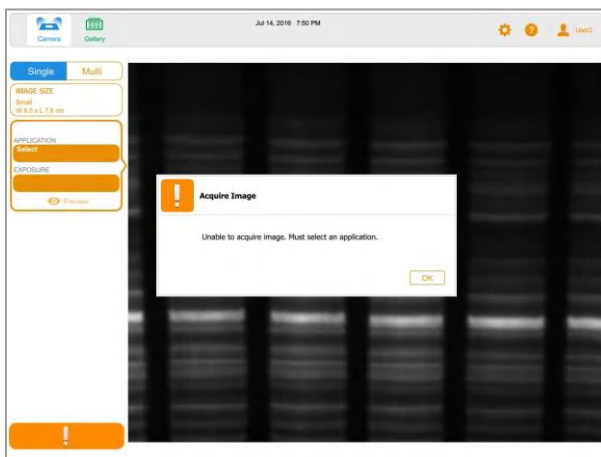 Jul 14, 2016 7:50 PM
Camera
Gallery
User2
Single
Multi
IMAGE SIZE
Small
W 6.5 x L 7.6 cm
APPLICATION
Select
EXPOSURE
Preview
Acquire Image
Unable to acquire image. Must select an application.
OK